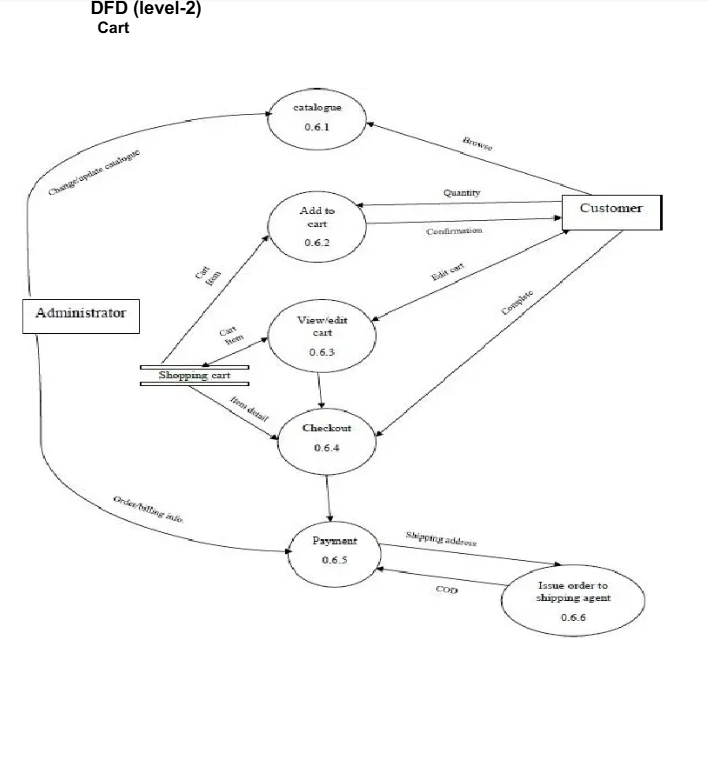 DFD (level-2)
Cart
catalogue
0.6.1
Browse
Change/update catalogue
Quantity
Customer
Add to
cart
0.6.2
Confirmation
Cart
Item
Edit cart
Complete
Administrator
View/edit
cart
0.6.3
Cart
Item
Shopping cart
Item detail
Checkout
0.6.4
Order/billing info.
Payment
0.6.5
Shipping address
COD
Issue order to
shipping agent
0.6.6